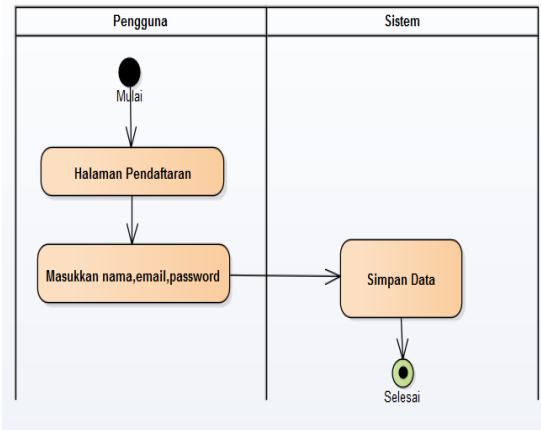 Pengguna
Sistem
Mulai
Halaman Pendaftaran
Masukkan nama,email,password
Simpan Data
Selesai